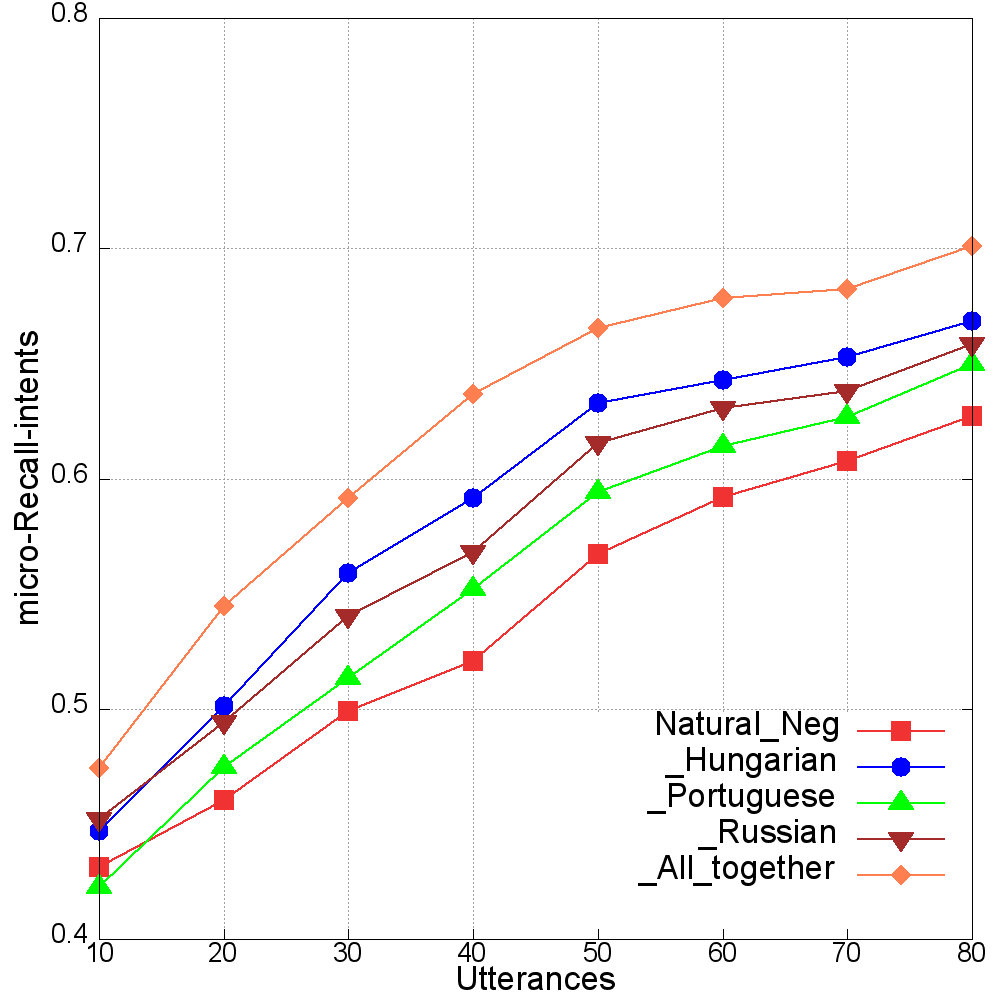 0.8
0.7
0.6
0.5
0.4
micro-Recall-intents
Natural_Neg
_Hungarian
_Portuguese
_Russian
_All_together
10 20 30 40 50 60 70 80
Utterances